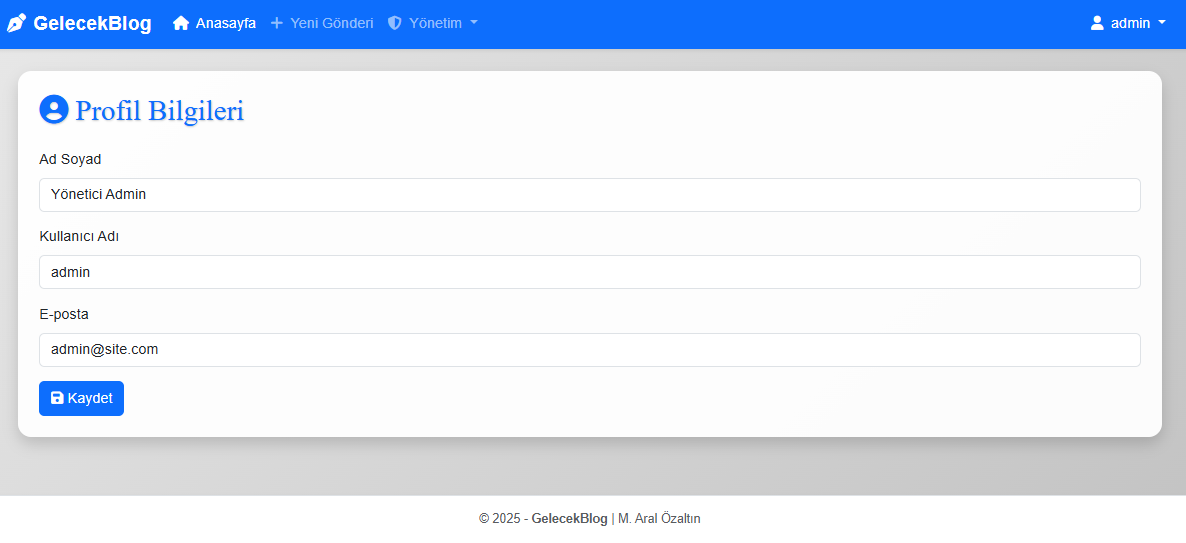 GelecekBlog Anasayfa Yeni Gönderi Yönetim admin
Profil Bilgileri
Ad Soyad
Yönetici Admin
Kullanıcı Adı
admin
E-posta
admin@site.com
Kaydet
© 2025 - GelecekBlog | M. Aral Özaltın